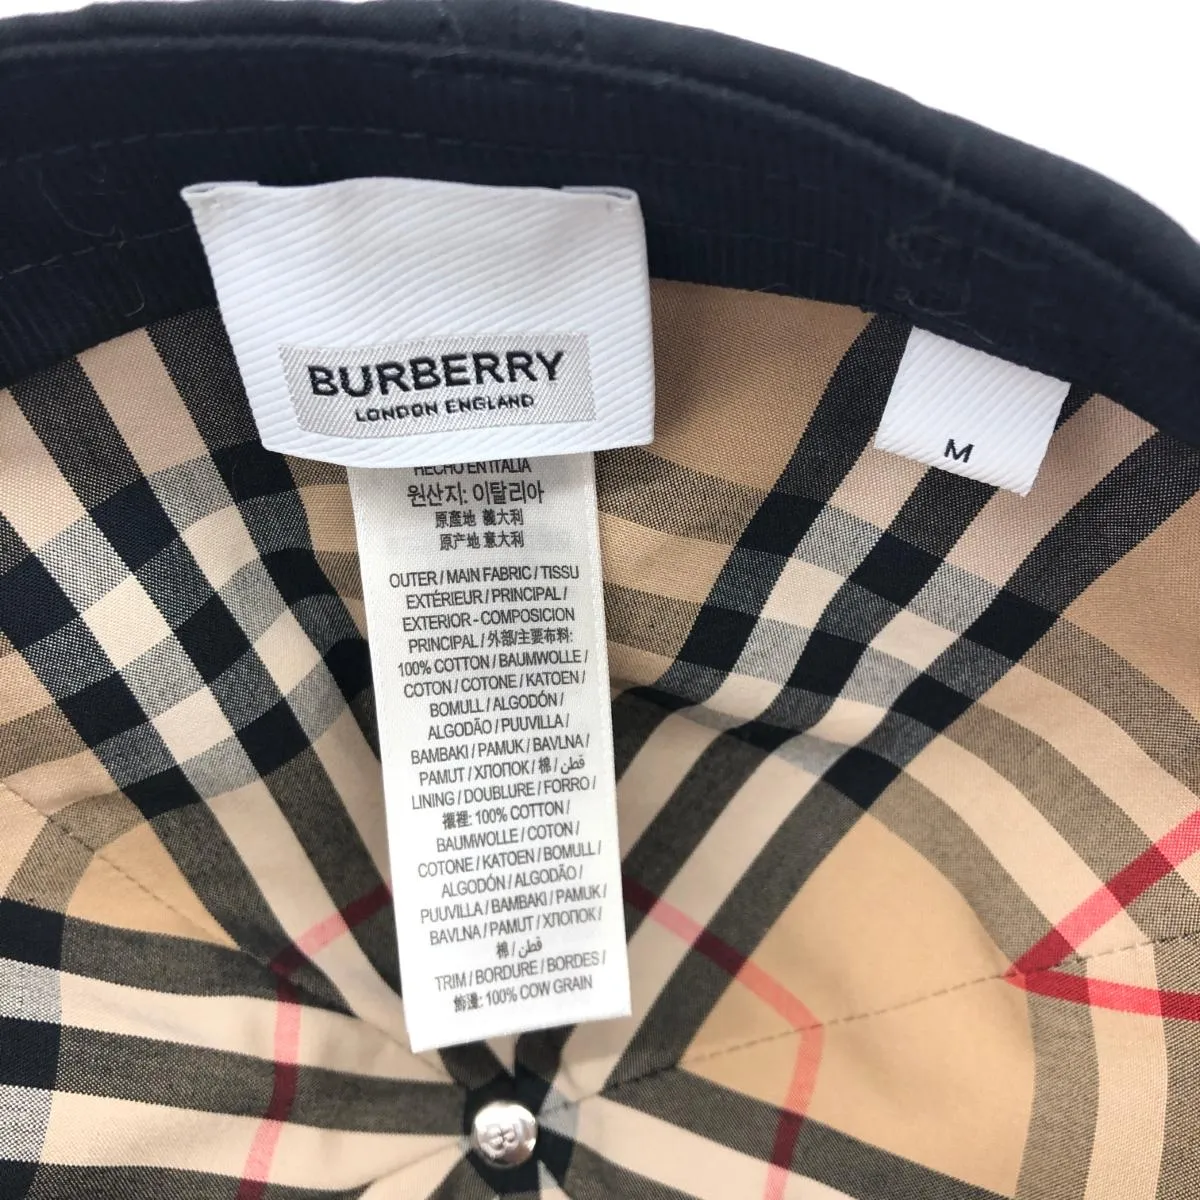 BURBERRY
LONDON ENGLAND
M
HECHO EN ITALIA
원산지: 이탈리아
原產地 義大利
原产地 意大利
OUTER / MAIN FABRIC / TISSU
EXTÉRIEUR / PRINCIPAL /
EXTERIOR - COMPOSICION
PRINCIPAL / 外部/主要布料:
100% COTTON / BAUMWOLLE /
COTON / COTONE / KATOEN /
BOMULL / ALGODÓN /
ALGODÃO / PUUVILLA /
BAMBAKI / PAMUK / BAVLNA /
PAMUT / ХЛОПОК / 棉 / قطن /
LINING / DOUBLURE / FORRO /
襯裡: 100% COTTON /
BAUMWOLLE / COTON /
COTONE / KATOEN / BOMULL /
ALGODÓN / ALGODÃO /
PUUVILLA / BAMBAKI / PAMUK /
BAVLNA / PAMUT / ХЛОПОК /
棉 / قطن /
TRIM / BORDURE / BORDES /
飾邊: 100% COW GRAIN